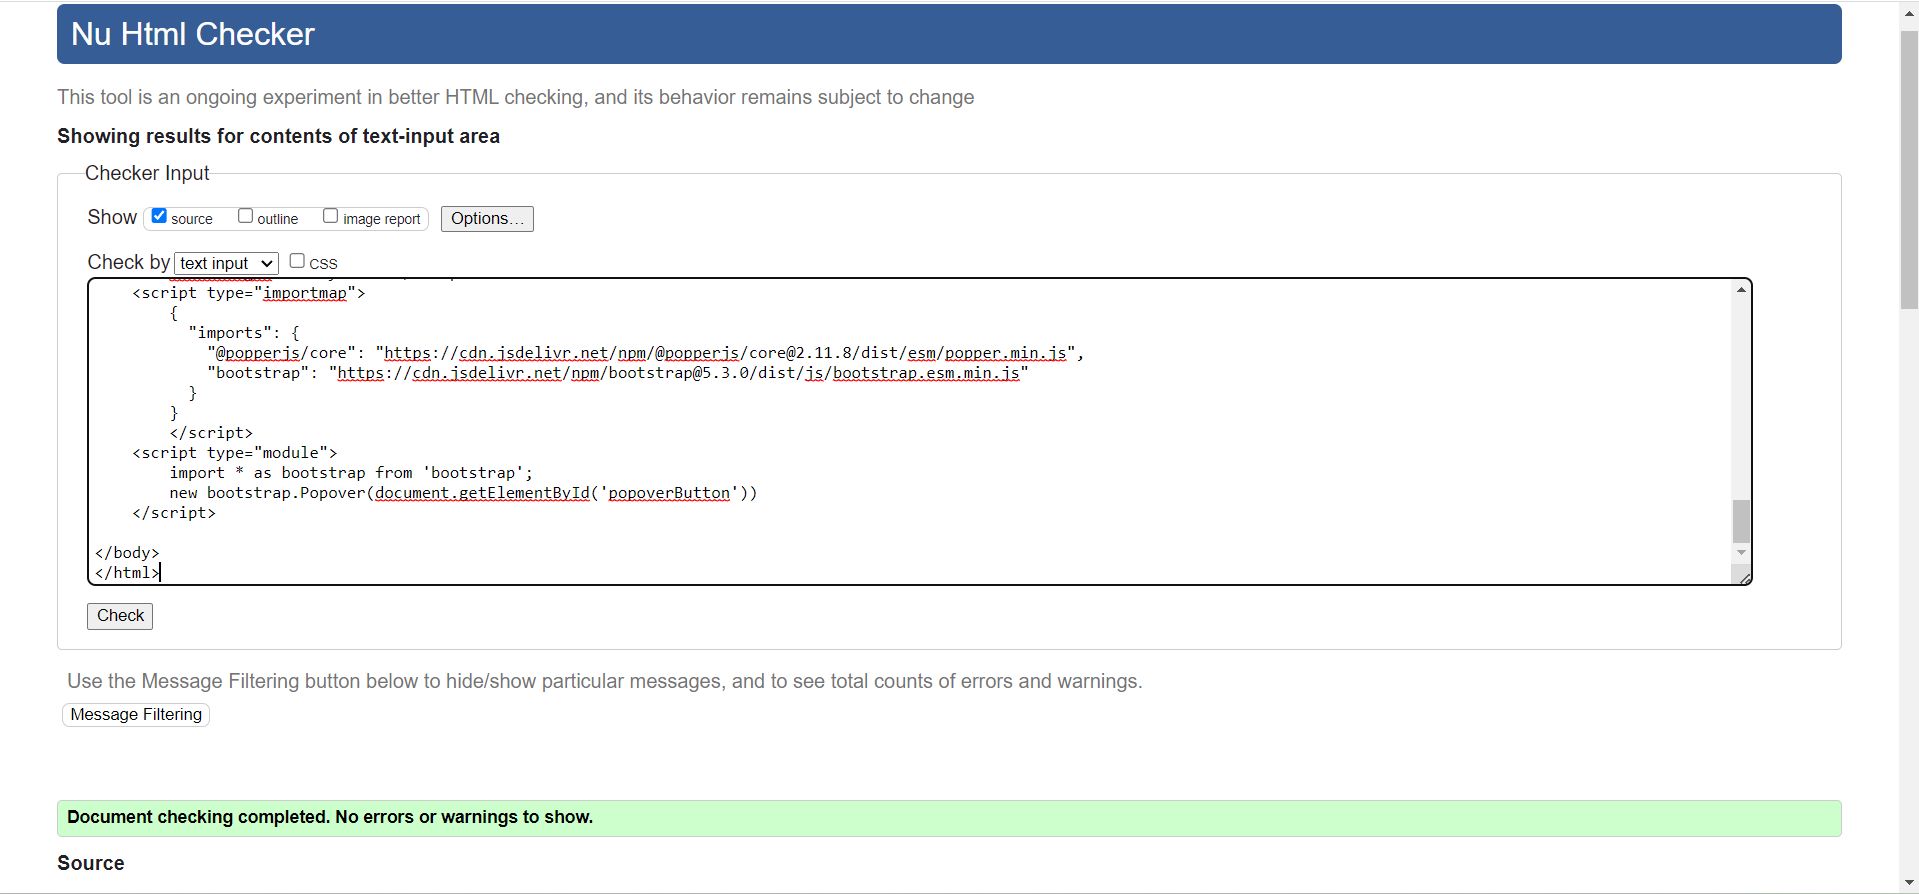 Nu Html Checker
This tool is an ongoing experiment in better HTML checking, and its behavior remains subject to change
Showing results for contents of text-input area
Checker Input
Show source outline image report Options...
Check by text input CSS
<script type="importmap">
{
"imports": {
"@popperjs/core": "https://cdn.jsdelivr.net/npm/@popperjs/core@2.11.8/dist/esm/popper.min.js",
"bootstrap": "https://cdn.jsdelivr.net/npm/bootstrap@5.3.0/dist/js/bootstrap.esm.min.js"
}
}
</script>
<script type="module">
import * as bootstrap from 'bootstrap';
new bootstrap.Popover(document.getElementById('popoverButton'))
</script>
</body>
</html>
Check
Use the Message Filtering button below to hide/show particular messages, and to see total counts of errors and warnings.
Message Filtering
Document checking completed. No errors or warnings to show.
Source